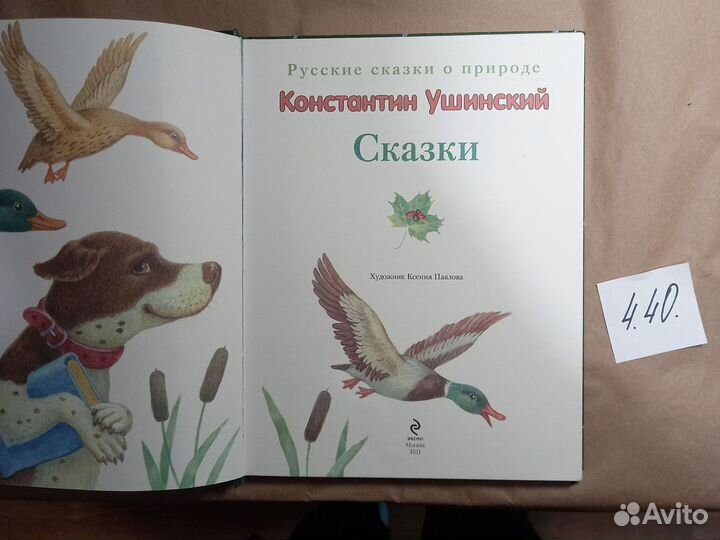 Русские сказки о природе
Константин Ушинский
Сказки
Художник Ксения Павлова
4.40.
ЭКСМО
Москва
2011
Avito